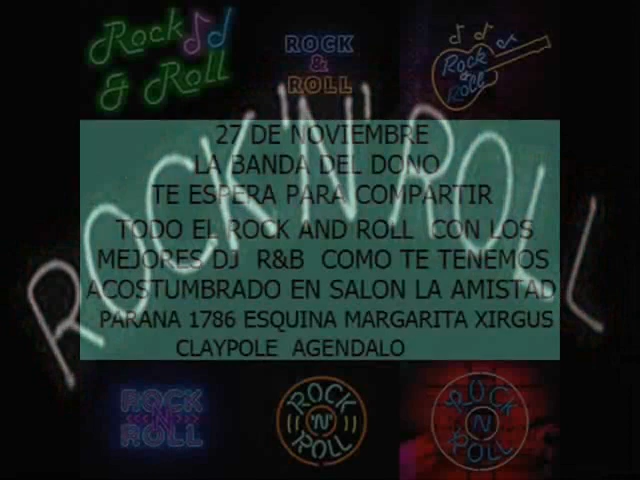 Rock
& Roll
ROCK
&
ROLL
Rock
& Roll
ROCK 'N' ROLL
27 DE NOVIEMBRE
LA BANDA DEL DONO
TE ESPERA PARA COMPARTIR
TODO EL ROCK AND ROLL CON LOS
MEJORES DJ R&B COMO TE TENEMOS
ACOSTUMBRADO EN SALON LA AMISTAD
PARANA 1786 ESQUINA MARGARITA XIRGUS
CLAYPOLE AGENDALO
ROCK
N
ROLL
ROCK
'N'
ROLL
ROCK
N
ROLL